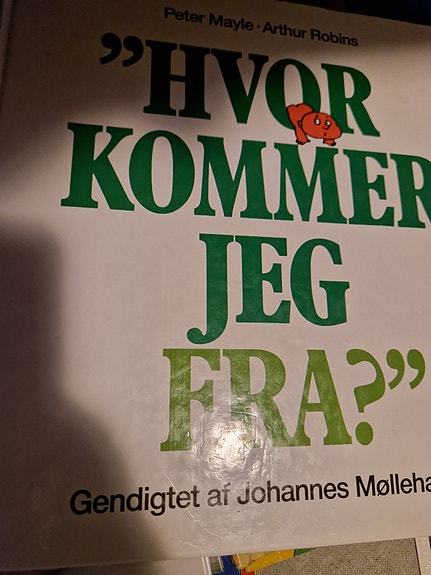 Peter Mayle · Arthur Robins
”HVOR
KOMMER
JEG
FRA?”
Gendigtet af Johannes Mølleha